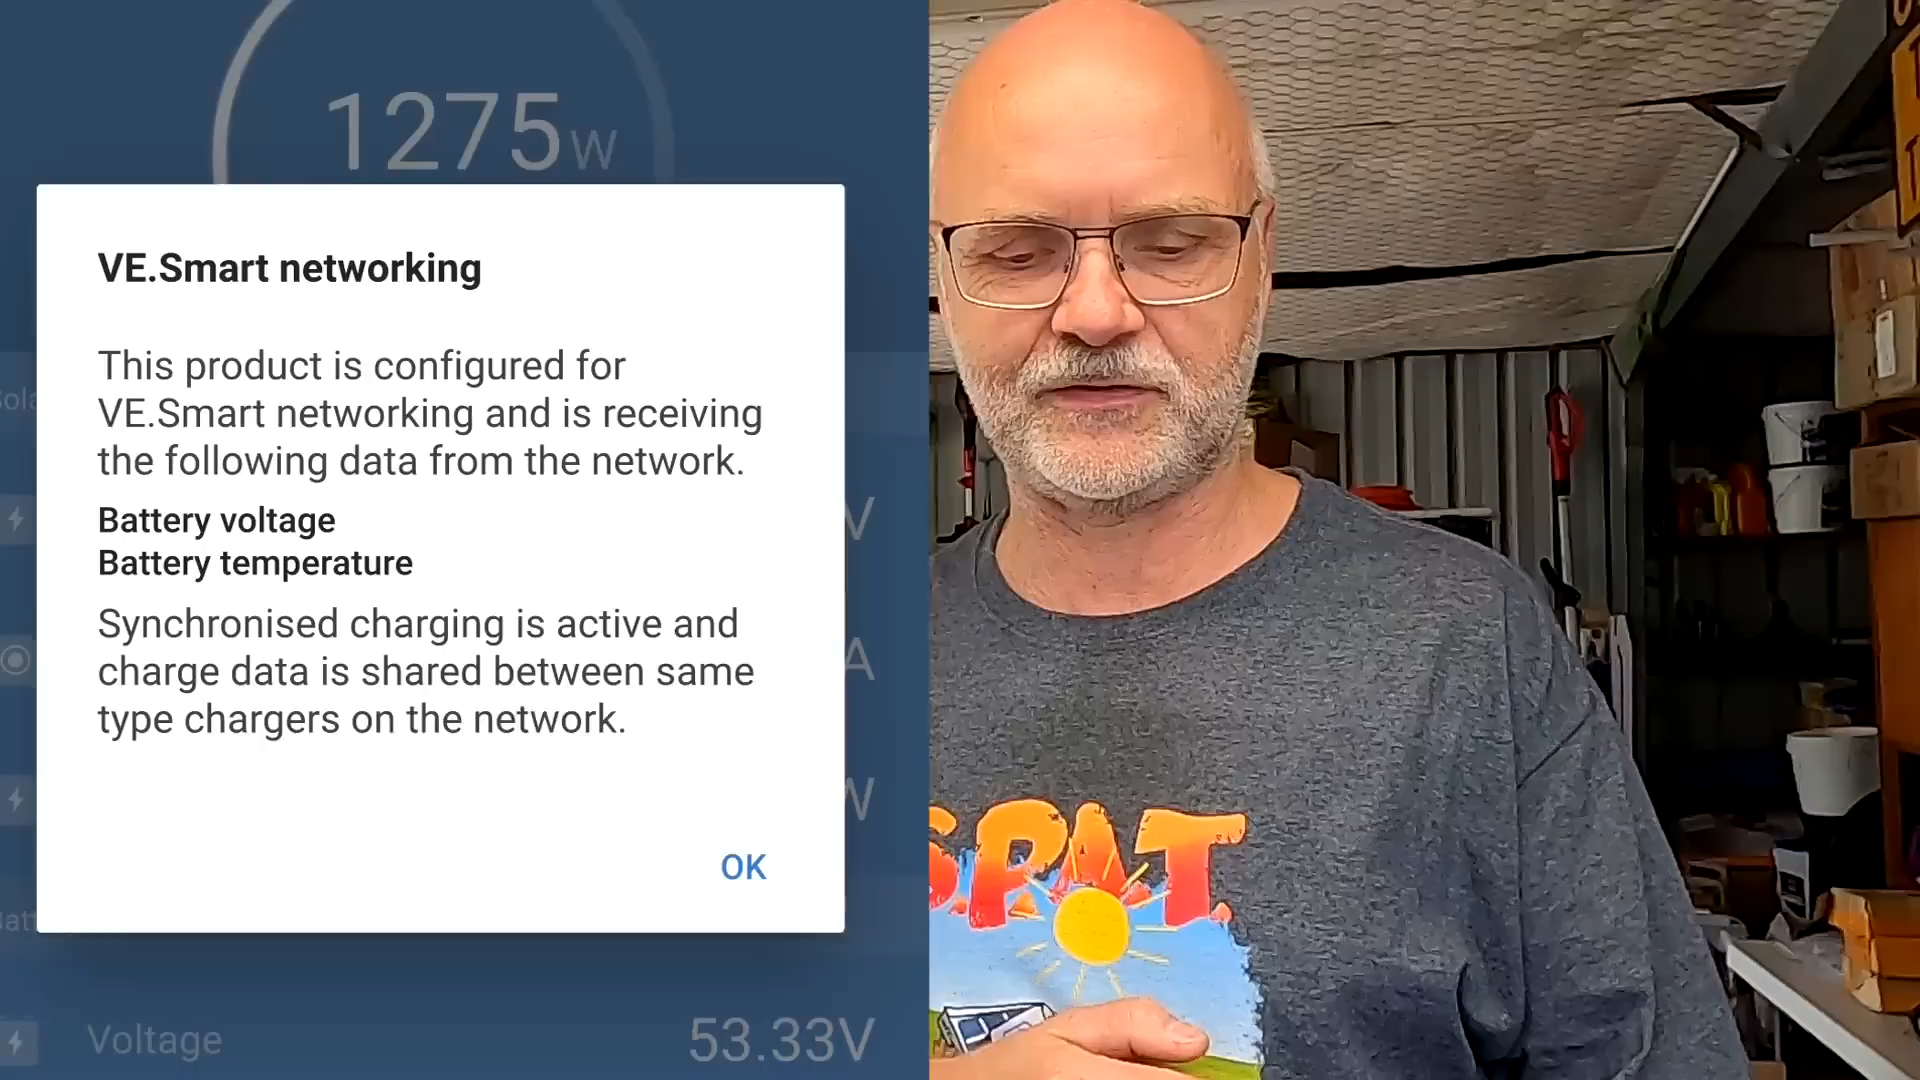 1275W
VE.Smart networking
This product is configured for
VE.Smart networking and is receiving
the following data from the network.
Sola
V
Battery voltage
Battery temperature
Synchronised charging is active and
charge data is shared between same
A
type chargers on the network.
W
OK
Batt
Voltage
53.33V
S.P.A.T.